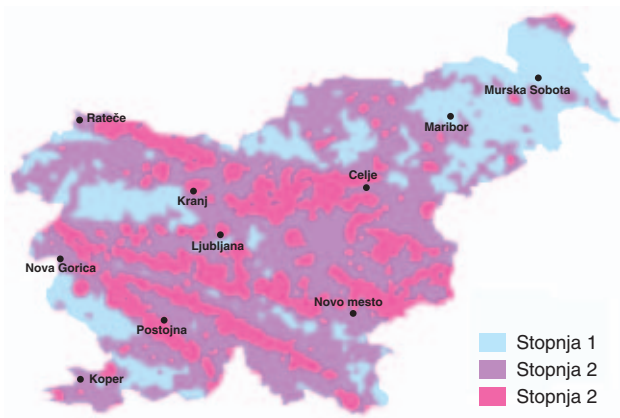 Murska Sobota
Rateče
Maribor
Celje
Kranj
Ljubljana
Nova Gorica
Novo mesto
Postojna
Koper
Stopnja 1
Stopnja 2
Stopnja 2